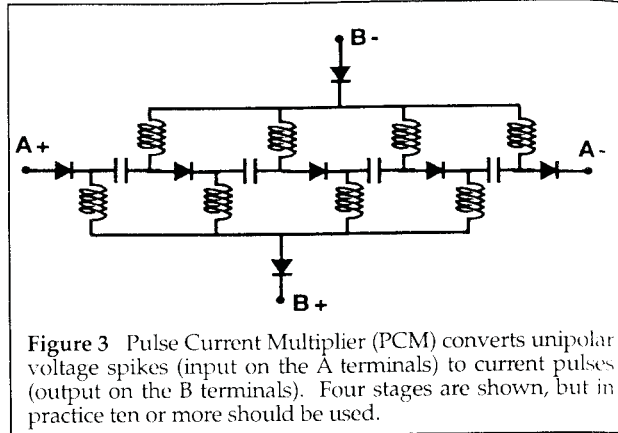 B-
A+
A-
B+
Figure 3 Pulse Current Multiplier (PCM) converts unipolar
voltage spikes (input on the A terminals) to current pulses
(output on the B terminals). Four stages are shown, but in
practice ten or more should be used.